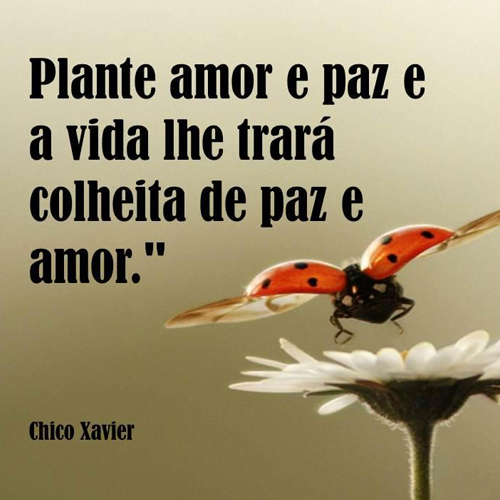 Plante amor e paz e
a vida lhe trará
colheita de paz e
amor."
Chico Xavier